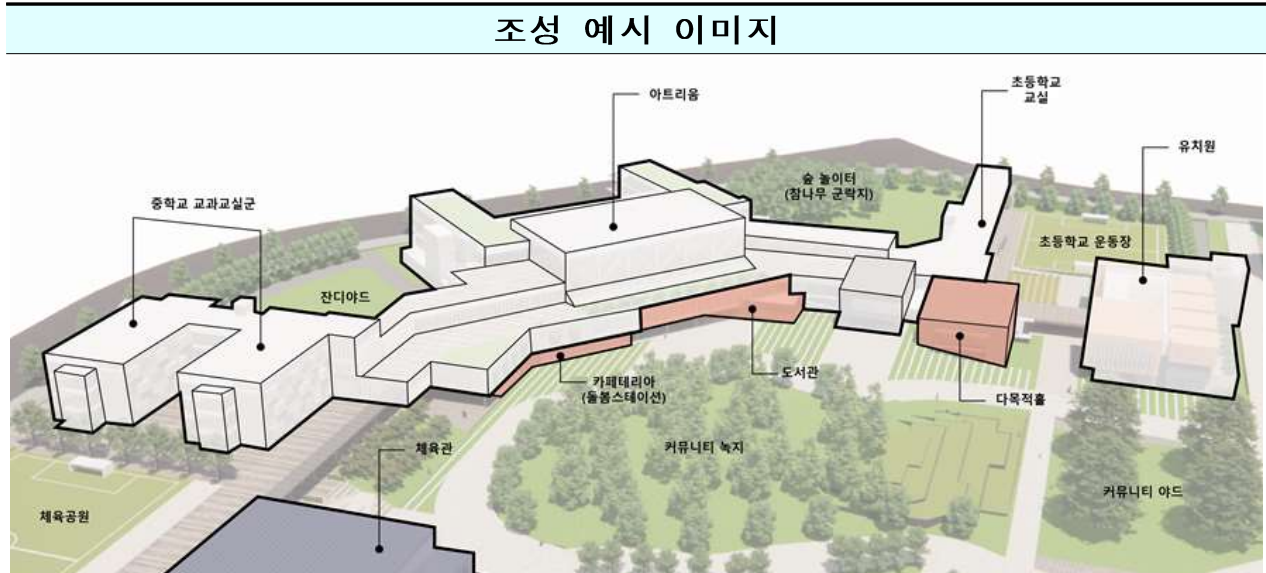 조성 예시 이미지
아트리움
초등학교
교실
유치원
숲 놀이터
(참나무 군락지)
중학교 교과교실군
초등학교 운동장
잔디야드
도서관
카페테리아
(돌봄스테이션)
다목적홀
체육관
커뮤니티 녹지
커뮤니티 야드
체육공원